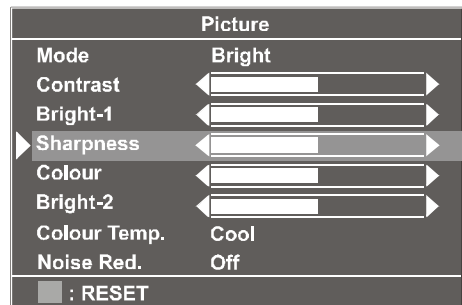 Picture
Mode Bright
Contrast
Bright-1
Sharpness
Colour
Bright-2
Colour Temp. Cool
Noise Red. Off
: RESET